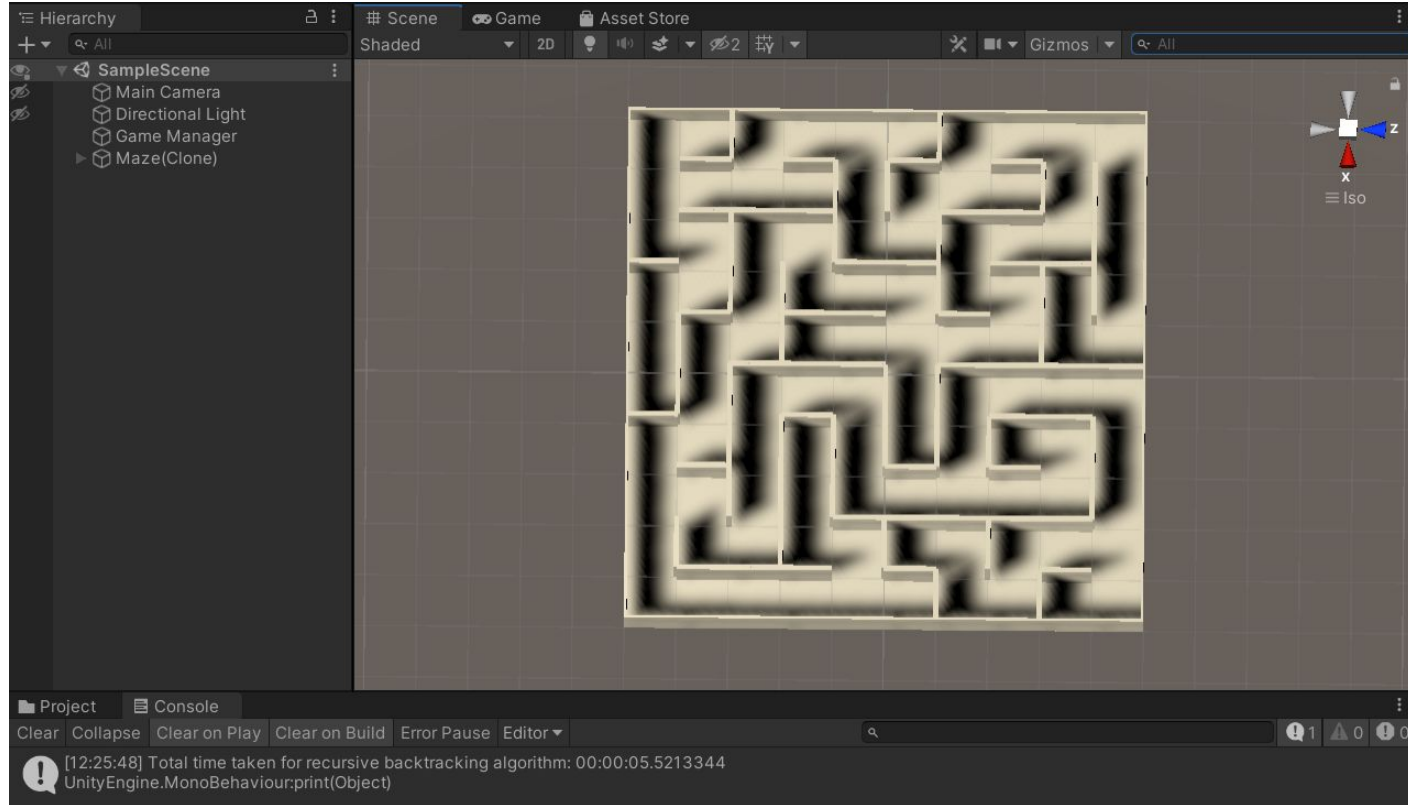 Hierarchy
All
SampleScene
Main Camera
Directional Light
Game Manager
Maze(Clone)
Scene Game Asset Store
Shaded 2D 2 Gizmos All
z
x
Iso
Project Console
Clear Collapse Clear on Play Clear on Build Error Pause Editor 1 0 0
[12:25:48] Total time taken for recursive backtracking algorithm: 00:00:05.5213344
UnityEngine.MonoBehaviour:print(Object)